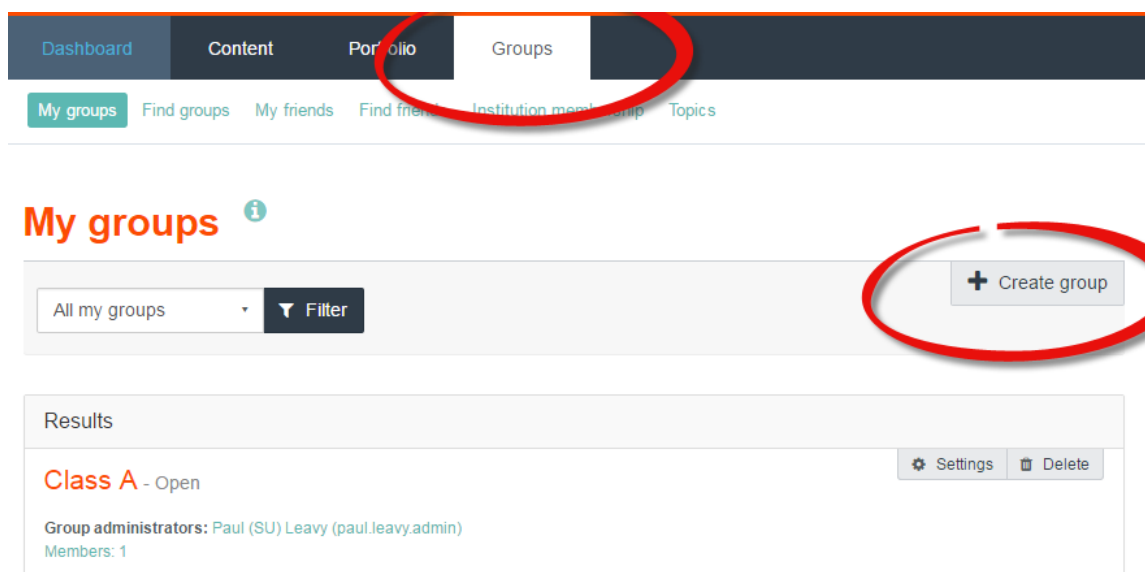 Dashboard Content Portfolio Groups
My groups Find groups My friends Find friends Institution membership Topics
My groups
Create group
All my groups Filter
Results
Settings Delete
Class A - Open
Group administrators: Paul (SU) Leavy (paul.leavy.admin)
Members: 1